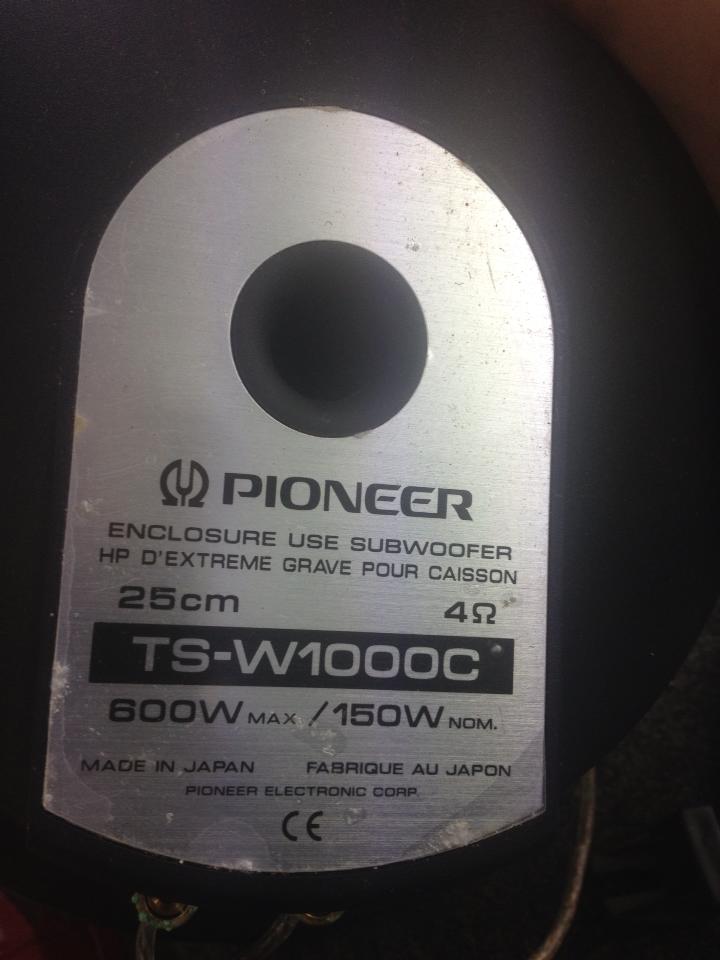 PIONEER
ENCLOSURE USE SUBWOOFER
HP D'EXTREME GRAVE POUR CAISSON
25cm 4Ω
TS-W1000C
600W MAX /150W NOM.
MADE IN JAPAN FABRIQUE AU JAPON
PIONEER ELECTRONIC CORP.
CE